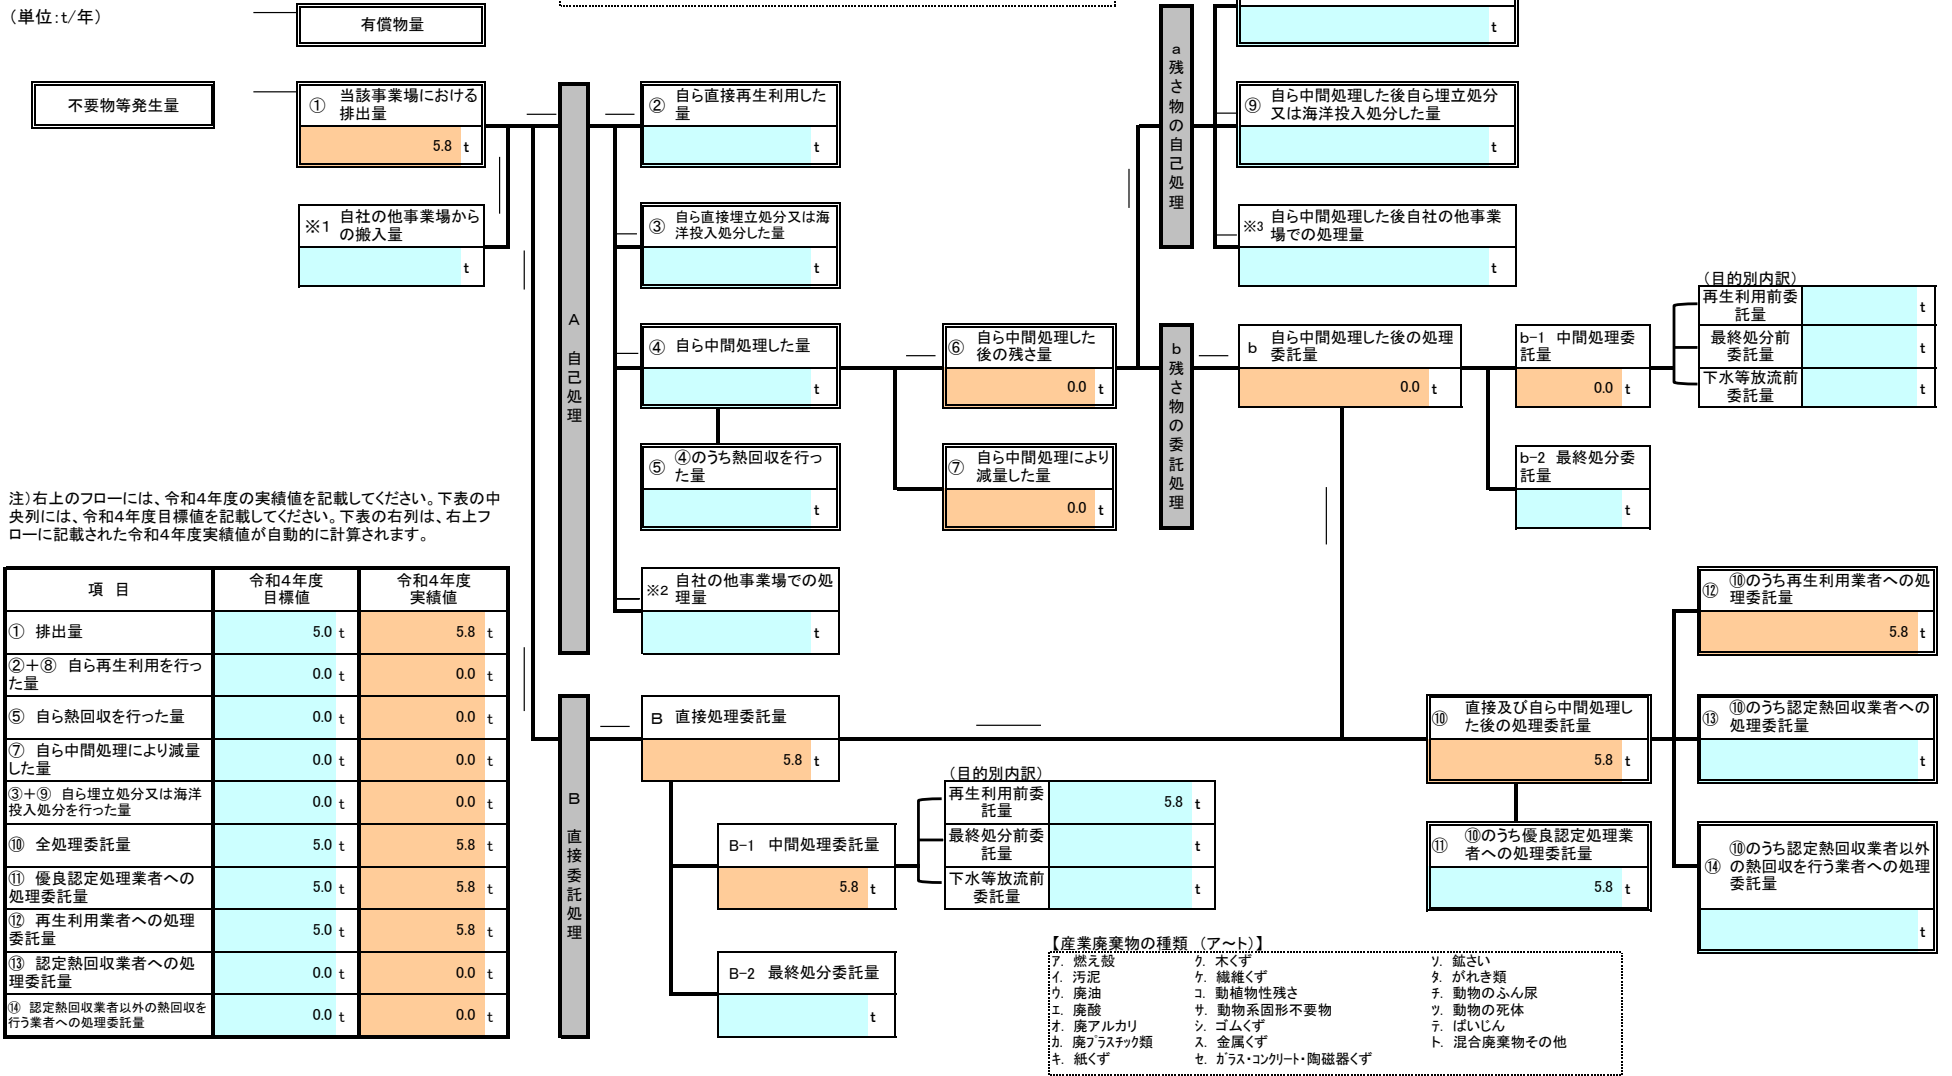 （単位：t/年）
有償物量
t
不要物等発生量
① 当該事業場における
排出量
5.8 t
※1 自社の他事業場から
の搬入量
t
A 自己処理
② 自ら直接再生利用した
量
t
③ 自ら直接埋立処分又は海
洋投入処分した量
t
④ 自ら中間処理した量
t
⑤ ④のうち熱回収を行っ
た量
t
※2 自社の他事業場での処
理量
t
⑥ 自ら中間処理した
後の残さ量
0.0 t
⑦ 自ら中間処理により
減量した量
0.0 t
a 残さ物の自己処理
⑨ 自ら中間処理した後自ら埋立処分
又は海洋投入処分した量
t
※3 自ら中間処理した後自社の他事業
場での処理量
t
b 残さ物の委託処理
b 自ら中間処理した後の処理
委託量
0.0 t
b-1 中間処理委
託量
0.0 t
b-2 最終処分委
託量
t
（目的別内訳）
再生利用前委
託量
t
最終処分前
委託量
t
下水等放流前
委託量
t
注）右上のフローには、令和４年度の実績値を記載してください。下表の中
央列には、令和４年度目標値を記載してください。下表の右列は、右上フ
ローに記載された令和４年度実績値が自動的に計算されます。
項 目 令和４年度
目標値 令和４年度
実績値
① 排出量 5.0 t 5.8 t
②＋⑧ 自ら再生利用を行っ
た量 0.0 t 0.0 t
⑤ 自ら熱回収を行った量 0.0 t 0.0 t
⑦ 自ら中間処理により減量
した量 0.0 t 0.0 t
③＋⑨ 自ら埋立処分又は海洋
投入処分を行った量 0.0 t 0.0 t
⑩ 全処理委託量 5.0 t 5.8 t
⑪ 優良認定処理業者への
処理委託量 5.0 t 5.8 t
⑫ 再生利用業者への処理
委託量 5.0 t 5.8 t
⑬ 認定熱回収業者への処
理委託量 0.0 t 0.0 t
⑭ 認定熱回収業者以外の熱回収を
行う業者への処理委託量 0.0 t 0.0 t
B 直接委託処理
B 直接処理委託量
5.8 t
B-1 中間処理委託量
5.8 t
B-2 最終処分委託量
t
（目的別内訳）
再生利用前委
託量
5.8 t
最終処分前委
託量
t
下水等放流前
委託量
t
⑩ 直接及び自ら中間処理し
た後の処理委託量
5.8 t
⑪ ⑩のうち優良認定処理業
者への処理委託量
5.8 t
⑫ ⑩のうち再生利用業者への処
理委託量
5.8 t
⑬ ⑩のうち認定熱回収業者への
処理委託量
t
⑭ ⑩のうち認定熱回収業者以外
の熱回収を行う業者への処理
委託量
t
【産業廃棄物の種類 （ア～ト）】
ア. 燃え殻
イ. 汚泥
ウ. 廃油
エ. 廃酸
オ. 廃アルカリ
カ. 廃プラスチック類
キ. 紙くず
ク. 木くず
ケ. 繊維くず
コ. 動植物性残さ
サ. 動物系固形不要物
シ. ゴムくず
ス. 金属くず
セ. ガラス・コンクリート・陶磁器くず
ソ. 鉱さい
タ. がれき類
チ. 動物のふん尿
ツ. 動物の死体
テ. ばいじん
ト. 混合廃棄物その他